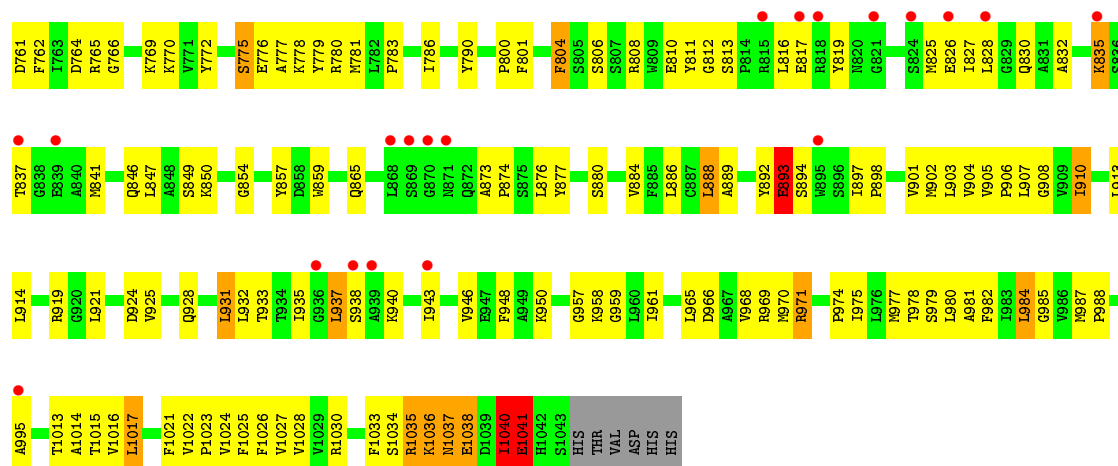 D761 F762 I763 D764 R765 G766 K769 K770 V771 Y772 S775 E776 A777 K778 Y779 R780 M781 L782 P783 I786 Y790 P800 F801 F804 S805 S806 S807 R808 W809 E810 Y811 G812 S813 P814 R815 L816 E817 R818 Y819 N820 G821 S824 M825 E826 I827 L828 G829 Q830 A831 A832 K835 S836
T837 G838 E839 A840 M841 Q846 L847 A848 S849 K850 G854 Y857 D858 W859 Q865 L868 S869 G870 N871 Q872 A873 P874 S875 L876 Y877 S880 V884 F885 L886 C887 L888 A889 Y892 E893 S894 W895 S896 I897 P898 V901 M902 L903 V904 V905 P906 L907 G908 V909 I910
L914 R919 G920 L921 D924 V925 Q928 L931 L932 T933 T934 I935 G936 L937 S938 A939 K940 I943 V946 E947 F948 A949 K950 G957 K958 G959 L960 I961 L965 D966 A967 V968 R969 M970 R971 P974 I975 L976 M977 T978 S979 L980 A981 F982 I983 L984 G985 V986 M987 P988
A995 T1013 A1014 T1015 V1016 L1017 F1021 V1022 P1023 V1024 F1025 F1026 V1027 V1028 V1029 R1030 F1033 S1034 R1035 K1036 N1037 E1038 D1039 I1040 E1041 H1042 S1043 HIS THR VAL ASP HIS HIS